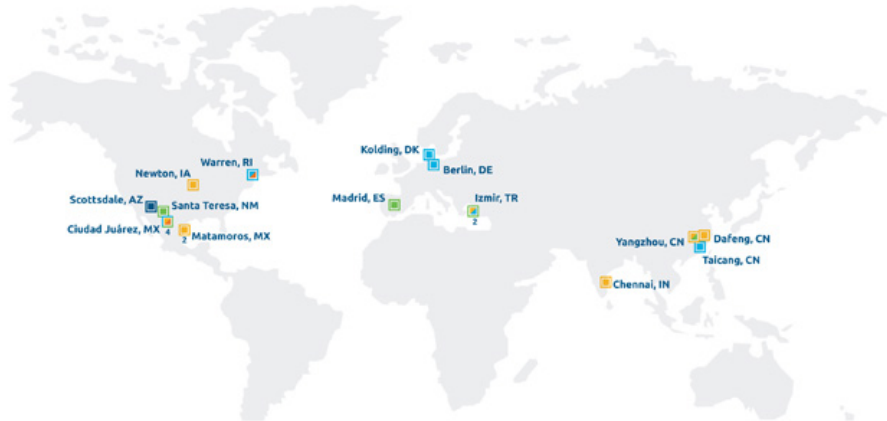 Kolding, DK
Warren, RI
Berlin, DE
Newton, IA
Scottsdale, AZ
Santa Teresa, NM
Madrid, ES
Izmir, TR
2
Ciudad Juárez, MX
4
Matamoros, MX
2
Yangzhou, CN
Dafeng, CN
Taicang, CN
Chennai, IN